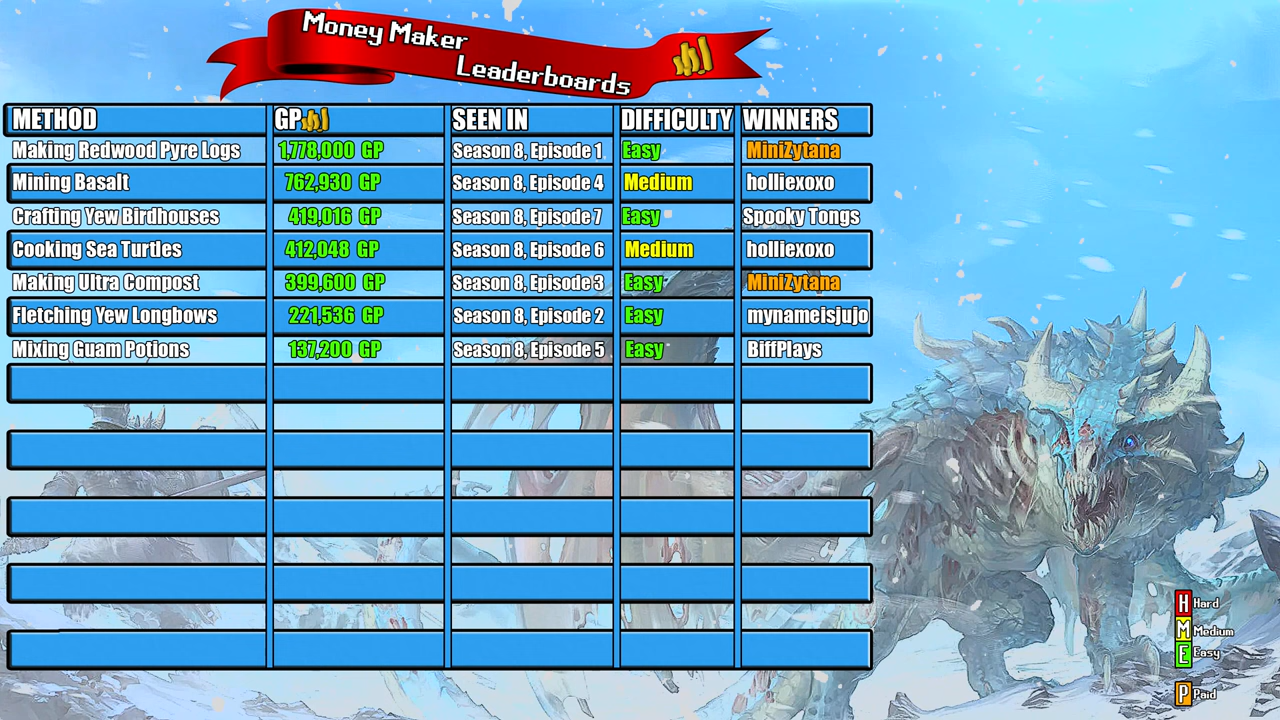 Money Maker
Leaderboards
METHOD GP SEEN IN DIFFICULTY WINNERS
Making Redwood Pyre Logs 1,778,000 GP Season 8, Episode 1 Easy MiniZytana
Mining Basalt 762,930 GP Season 8, Episode 4 Medium holliexoxo
Crafting Yew Birdhouses 419,016 GP Season 8, Episode 7 Easy Spooky Tongs
Cooking Sea Turtles 412,048 GP Season 8, Episode 6 Medium holliexoxo
Making Ultra Compost 399,600 GP Season 8, Episode 3 Easy MiniZytana
Fletching Yew Longbows 221,536 GP Season 8, Episode 2 Easy mynameisjujo
Mixing Guam Potions 137,200 GP Season 8, Episode 5 Easy BiffPlays
H Hard
M Medium
E Easy
P Paid